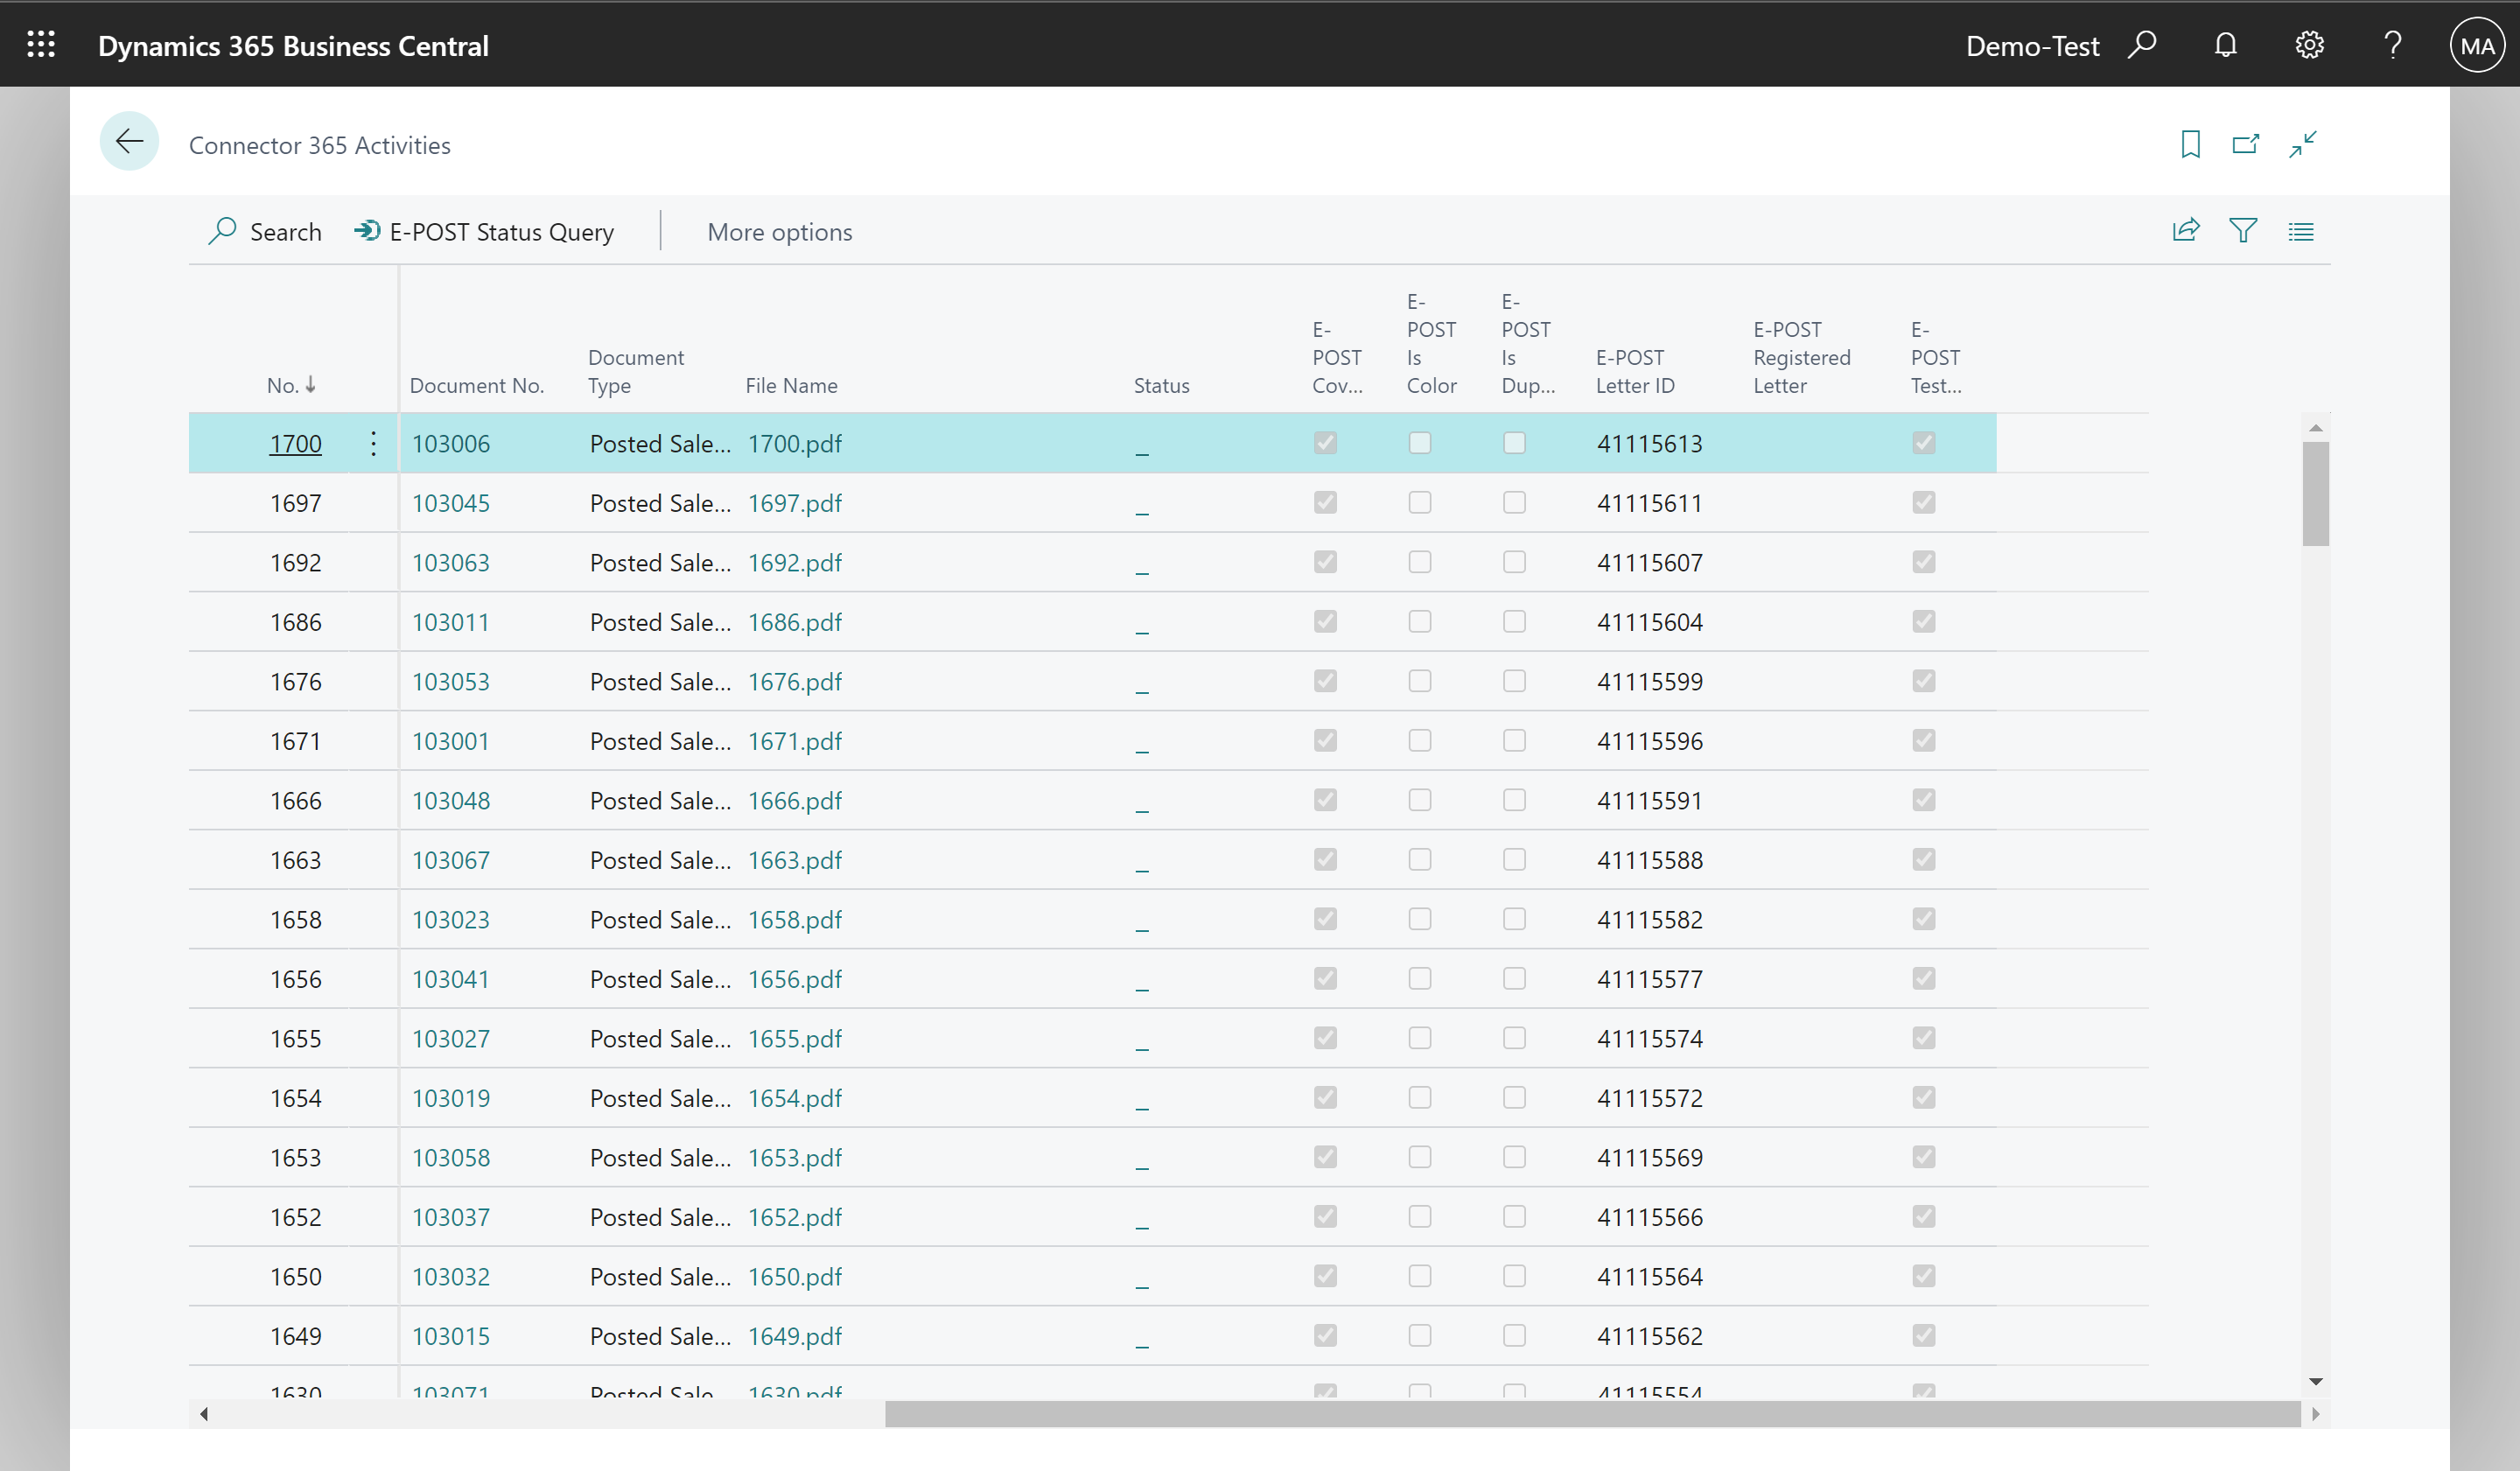 Dynamics 365 Business Central Demo-Test ? MA
Connector 365 Activities
Search E-POST Status Query More options
No. ↓ Document No. Document Type File Name Status E-POST Cov... E-POST Is Color E-POST Is Dup... E-POST Letter ID E-POST Registered Letter E-POST Test...
1700 103006 Posted Sale... 1700.pdf _ 41115613
1697 103045 Posted Sale... 1697.pdf _ 41115611
1692 103063 Posted Sale... 1692.pdf _ 41115607
1686 103011 Posted Sale... 1686.pdf _ 41115604
1676 103053 Posted Sale... 1676.pdf _ 41115599
1671 103001 Posted Sale... 1671.pdf _ 41115596
1666 103048 Posted Sale... 1666.pdf _ 41115591
1663 103067 Posted Sale... 1663.pdf _ 41115588
1658 103023 Posted Sale... 1658.pdf _ 41115582
1656 103041 Posted Sale... 1656.pdf _ 41115577
1655 103027 Posted Sale... 1655.pdf _ 41115574
1654 103019 Posted Sale... 1654.pdf _ 41115572
1653 103058 Posted Sale... 1653.pdf _ 41115569
1652 103037 Posted Sale... 1652.pdf _ 41115566
1650 103032 Posted Sale... 1650.pdf _ 41115564
1649 103015 Posted Sale... 1649.pdf _ 41115562
1630 103071 Posted Sale 1630.pdf 41115554